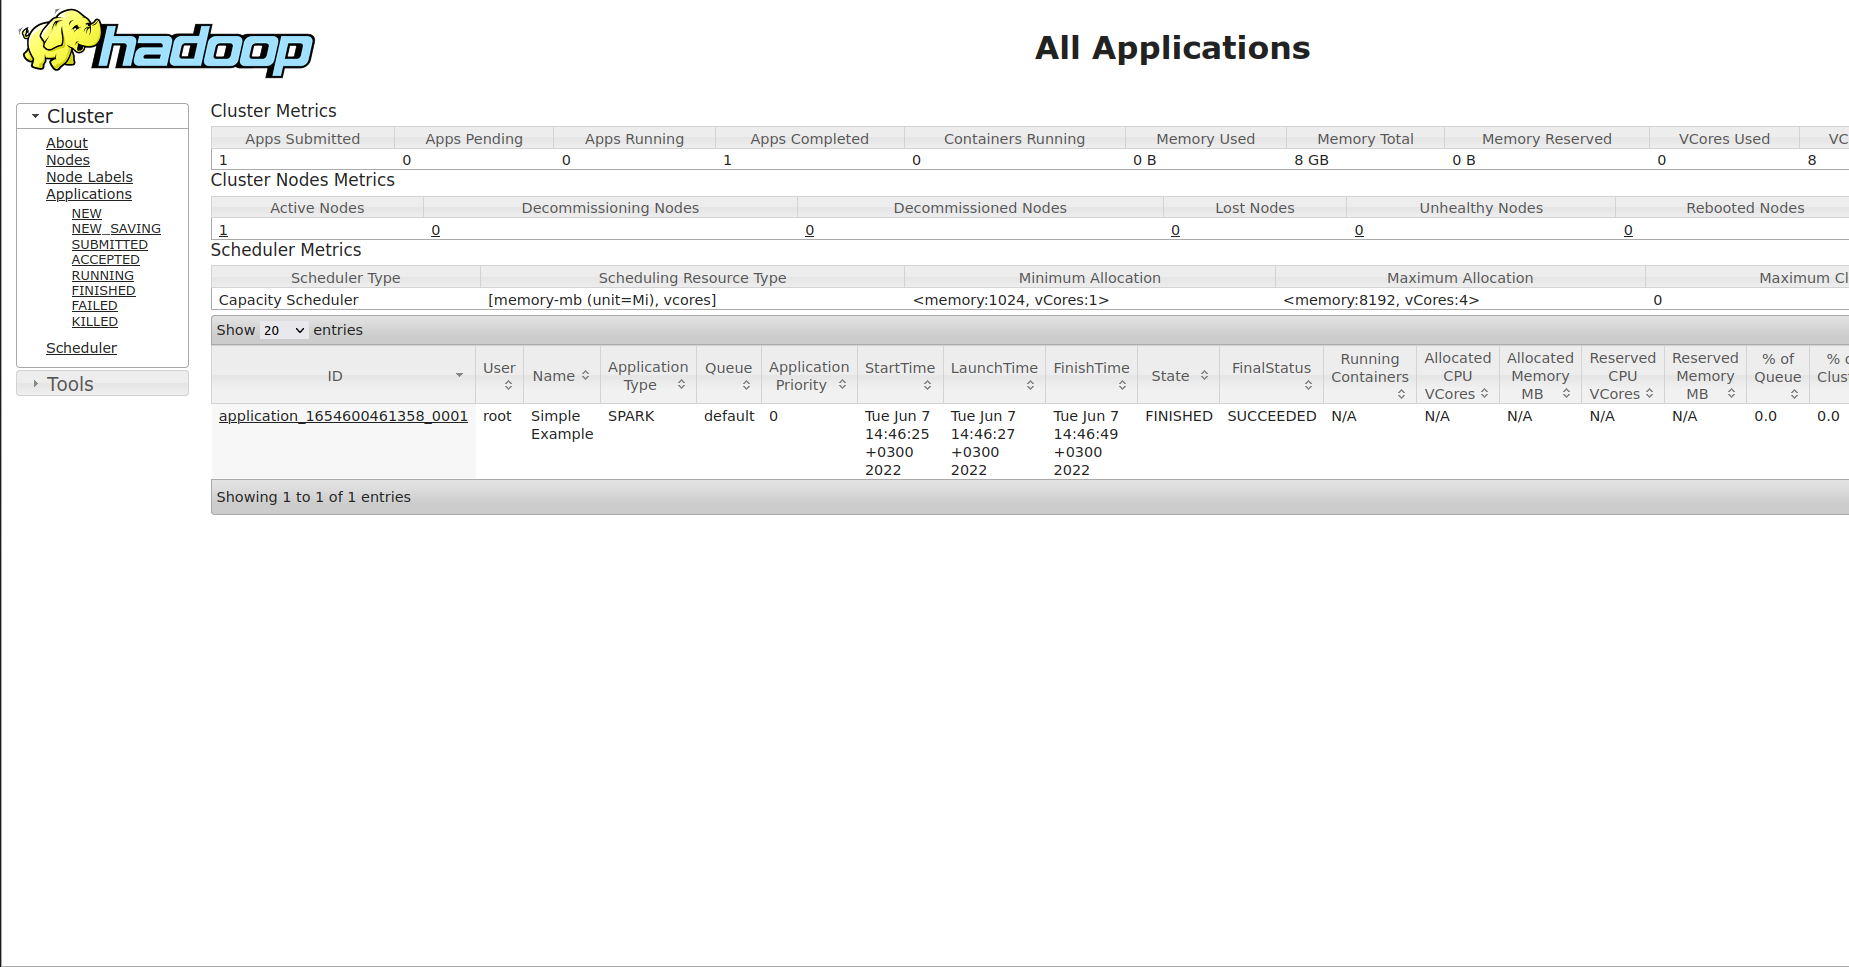 hadoop
All Applications
Cluster
About
Nodes
Node Labels
Applications
NEW
NEW_SAVING
SUBMITTED
ACCEPTED
RUNNING
FINISHED
FAILED
KILLED
Scheduler
Tools
Cluster Metrics
Apps Submitted Apps Pending Apps Running Apps Completed Containers Running Memory Used Memory Total Memory Reserved VCores Used VC
1 0 0 1 0 0 B 8 GB 0 B 0 8
Cluster Nodes Metrics
Active Nodes Decommissioning Nodes Decommissioned Nodes Lost Nodes Unhealthy Nodes Rebooted Nodes
1 0 0 0 0 0
Scheduler Metrics
Scheduler Type Scheduling Resource Type Minimum Allocation Maximum Allocation Maximum Cl
Capacity Scheduler [memory-mb (unit=Mi), vcores] <memory:1024, vCores:1> <memory:8192, vCores:4> 0
Show 20 entries
ID User Name Application Type Queue Application Priority StartTime LaunchTime FinishTime State FinalStatus Running Containers Allocated CPU VCores Allocated Memory MB Reserved CPU VCores Reserved Memory MB % of Queue % Clus
application_1654600461358_0001 root Simple SPARK default 0 Tue Jun 7 Tue Jun 7 Tue Jun 7 FINISHED SUCCEEDED N/A N/A N/A N/A N/A 0.0 0.0
Example 14:46:25 14:46:27 14:46:49
+0300 +0300 +0300
2022 2022 2022
Showing 1 to 1 of 1 entries